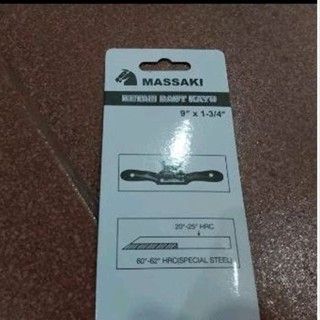 MASSAKI
KETAM RAUT KAYU
9" x 1-3/4"
20°-25° HRC
60°-62° HRC(SPECIAL STEEL)